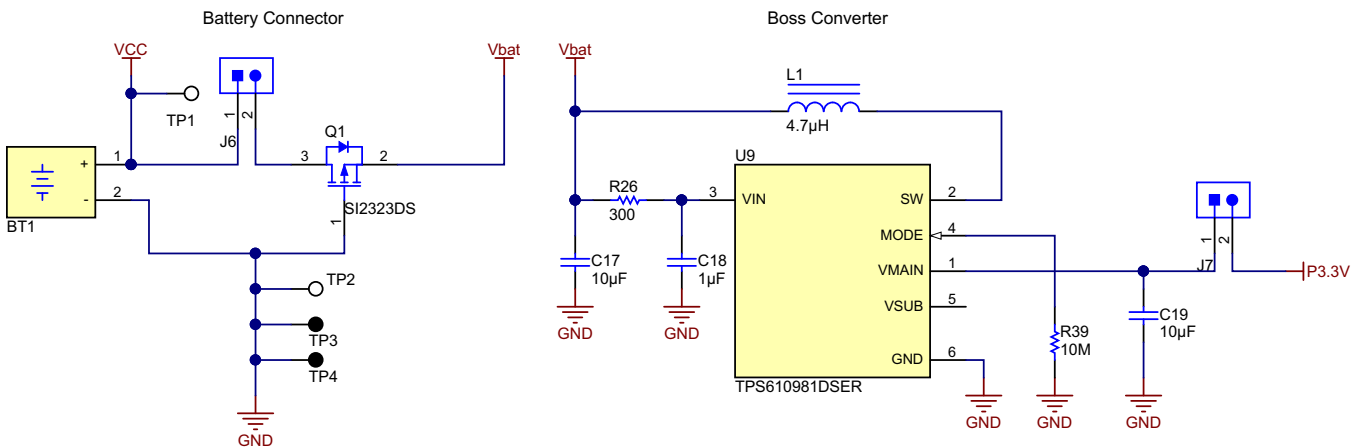 Battery Connector
Boss Converter
VCC
Vbat
Vbat
TP1
1
2
J6
Q1
3
2
1
SI2323DS
+
-
1
2
BT1
TP2
TP3
TP4
GND
L1
4.7µH
R26
300
C17
10µF
GND
C18
1µF
GND
U9
3
VIN
SW
2
MODE
4
VMAIN
1
VSUB
5
GND
6
TPS610981DSER
GND
R39
10M
GND
C19
10µF
GND
1
2
J7
P3.3V